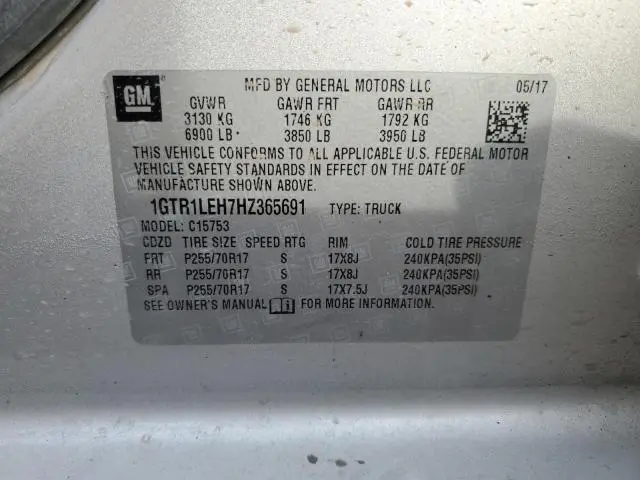 GM
MFD BY GENERAL MOTORS LLC 05/17
GVWR GAWR FRT GAWR RR
3130 KG 1746 KG 1792 KG
6900 LB 3850 LB 3950 LB
THIS VEHICLE CONFORMS TO ALL APPLICABLE U.S. FEDERAL MOTOR
VEHICLE SAFETY STANDARDS IN EFFECT ON THE DATE OF
MANUFACTURE SHOWN ABOVE.
1GTR1LEH7HZ365691 TYPE: TRUCK
MODEL: C15753
CDZD TIRE SIZE SPEED RTG RIM COLD TIRE PRESSURE
FRT P255/70R17 S 17X8J 240KPA(35PSI)
RR P255/70R17 S 17X8J 240KPA(35PSI)
SPA P255/70R17 S 17X7.5J 240KPA(35PSI)
SEE OWNER'S MANUAL FOR MORE INFORMATION.